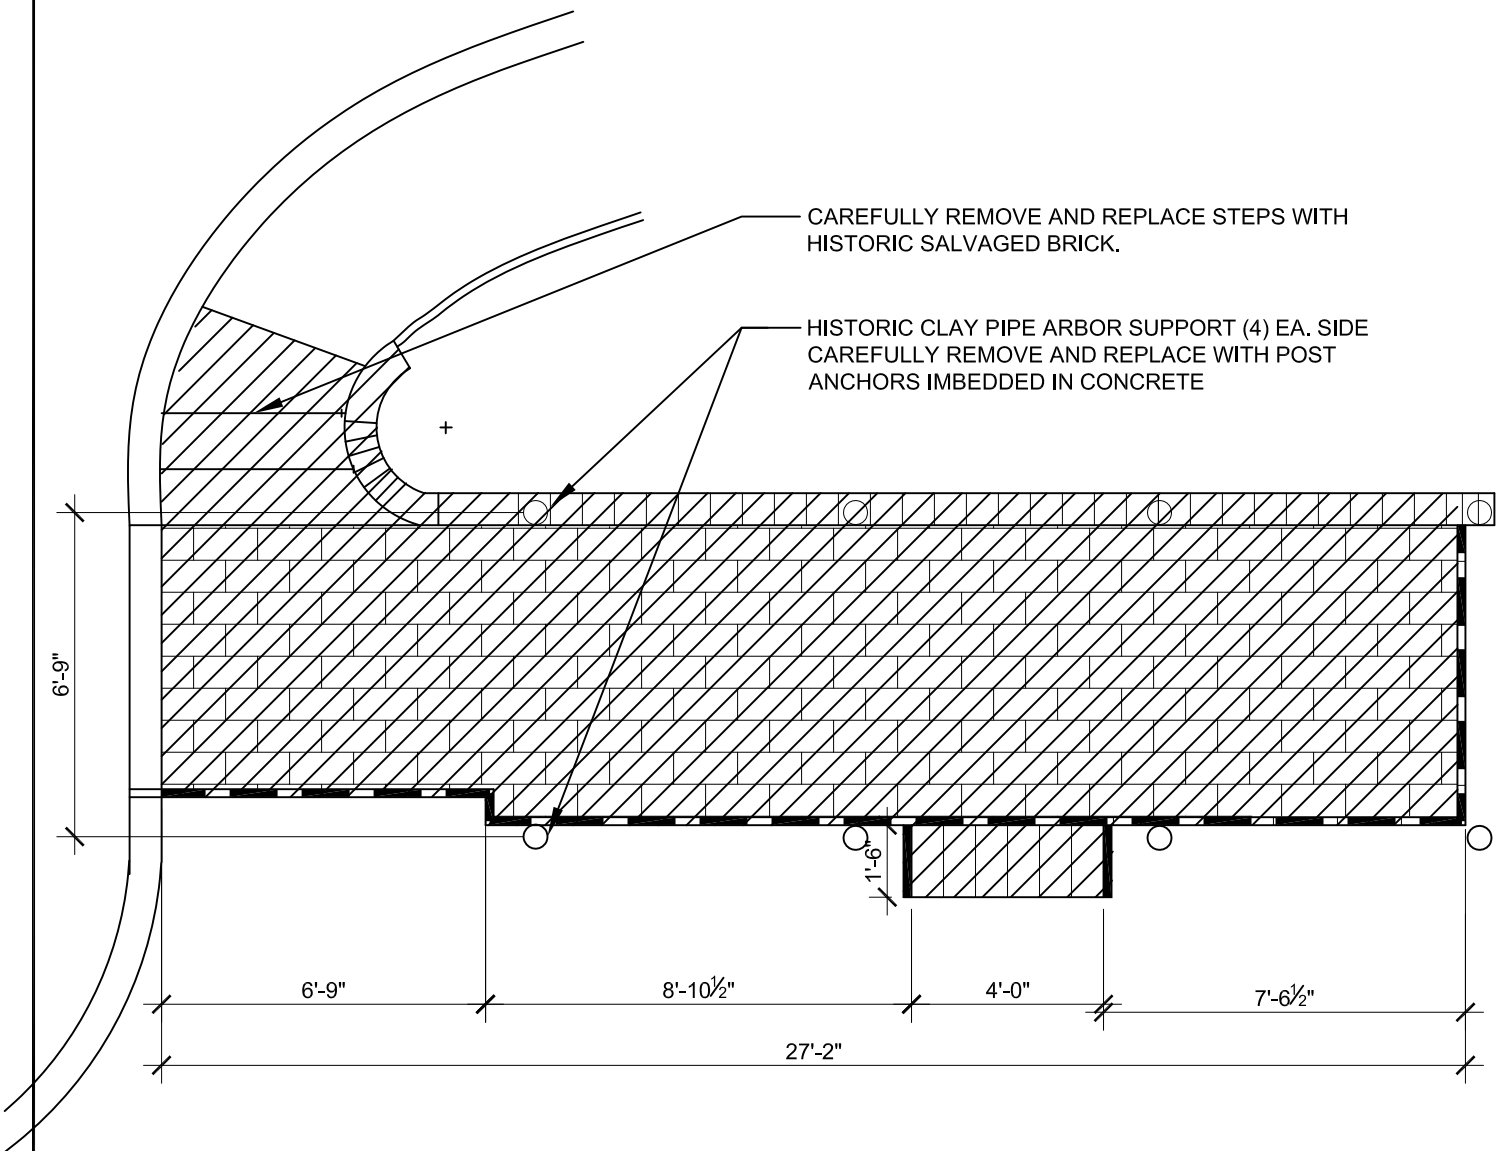 CAREFULLY REMOVE AND REPLACE STEPS WITH
HISTORIC SALVAGED BRICK.
HISTORIC CLAY PIPE ARBOR SUPPORT (4) EA. SIDE
CAREFULLY REMOVE AND REPLACE WITH POST
ANCHORS IMBEDDED IN CONCRETE
6'-9"
1'-6"
6'-9"
8'-10½"
4'-0"
7'-6½"
27'-2"